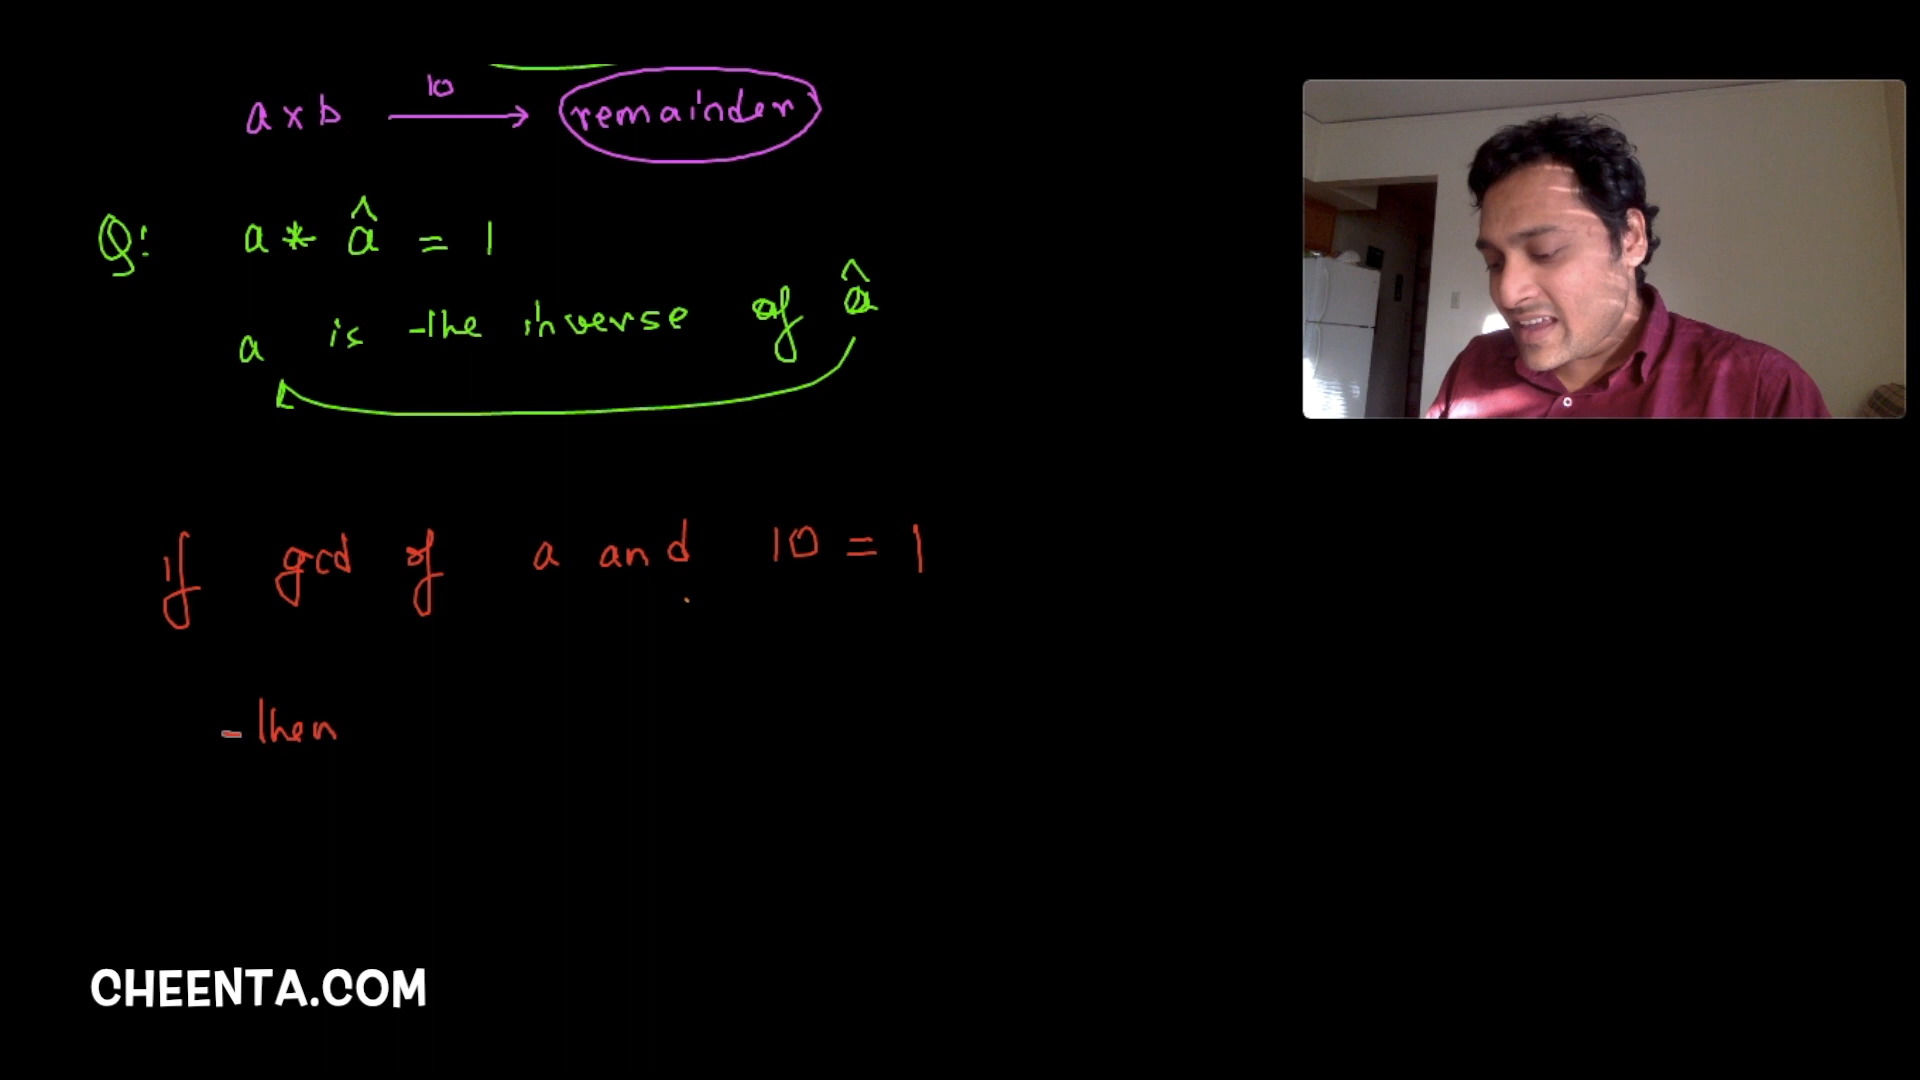 10
a × b → remainder
Q: a * â = 1
a is the inverse of â
if gcd of a and 10 = 1
then
CHEENTA.COM